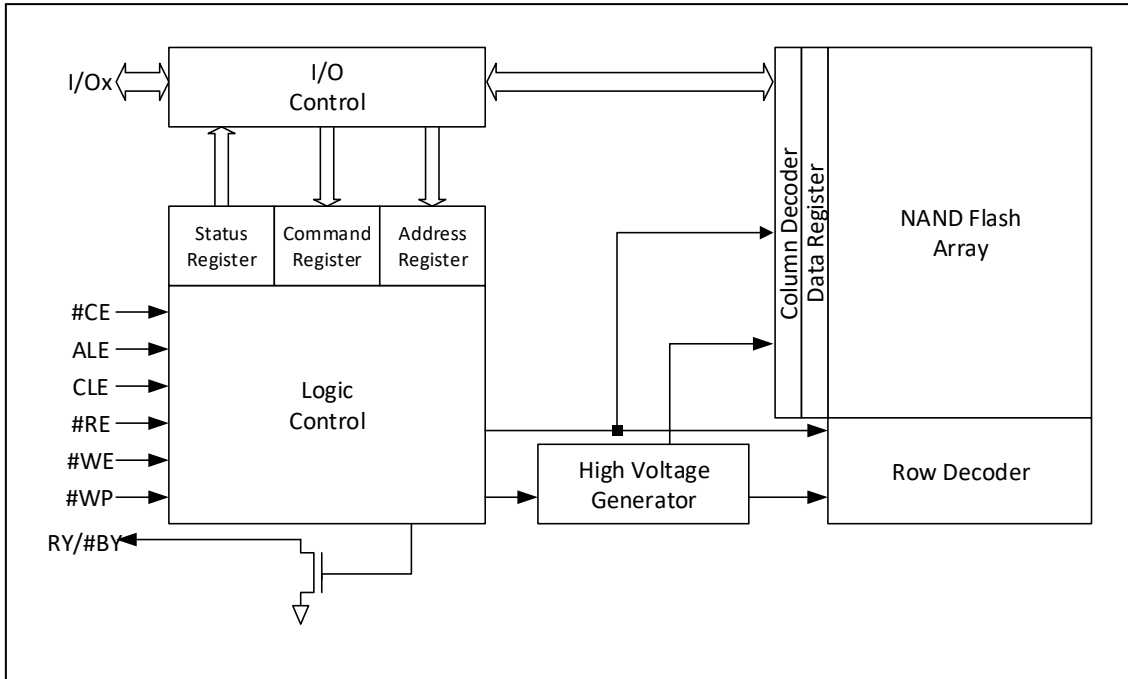 I/Ox
I/O
Control
Status
Register
Command
Register
Address
Register
#CE
ALE
CLE
#RE
#WE
#WP
RY/#BY
Logic
Control
High Voltage
Generator
Column Decoder
Data Register
NAND Flash
Array
Row Decoder